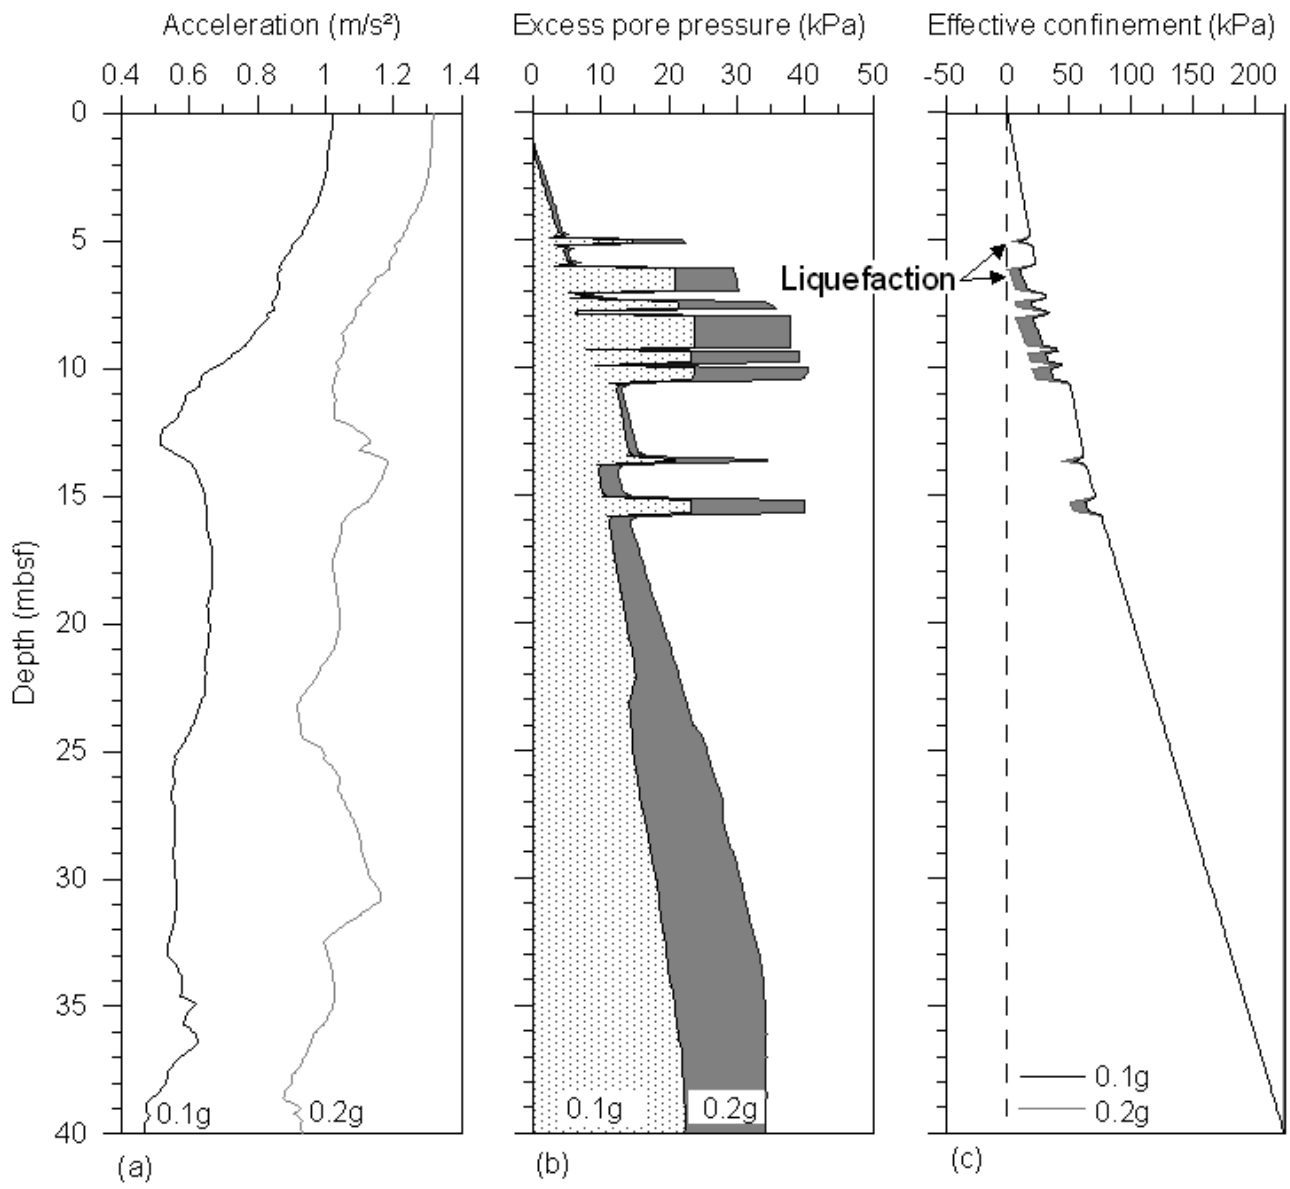 Acceleration (m/s²) Excess pore pressure (kPa) Effective confinement (kPa)
0.4 0.6 0.8 1 1.2 1.4 0 10 20 30 40 50 -50 0 50 100 150 200
0
5
Liquefaction
10
15
Depth (mbsf)
20
25
30
35
0.1g
0.2g
0.1g 0.2g 0.1g 0.2g
40
(a) (b) (c)